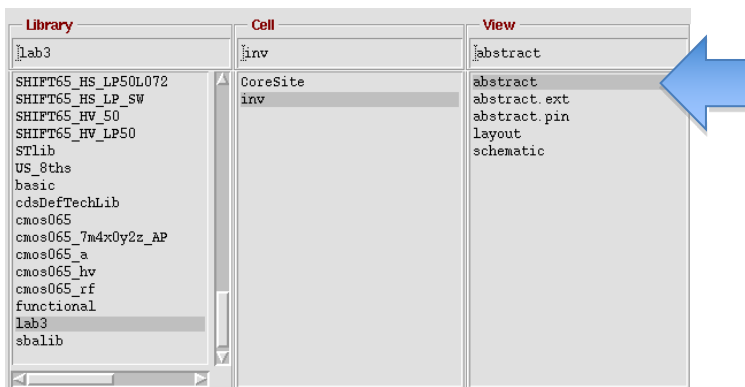 Library
lab3
SHIFT65_HS_LP50L072
SHIFT65_HS_LP_SW
SHIFT65_HV_50
SHIFT65_HV_LP50
STlib
US_8ths
basic
cdsDefTechLib
cmos065
cmos065_7m4x0y2z_AP
cmos065_a
cmos065_hv
cmos065_rf
functional
lab3
sbalib
Cell
inv
CoreSite
inv
View
abstract
abstract
abstract.ext
abstract.pin
layout
schematic